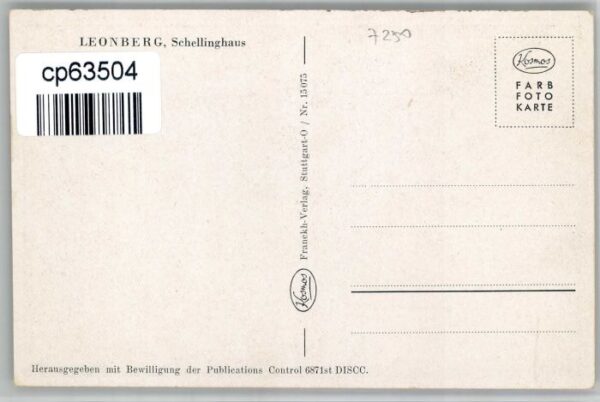 LEONBERG, Schellinghaus
7250
cp63504
Kosmos
FARB
FOTO
KARTE
Franckh-Verlag, Stuttgart-O / Nr. 15075
Kosmos
Herausgegeben mit Bewilligung der Publications Control 6871st DISCC.